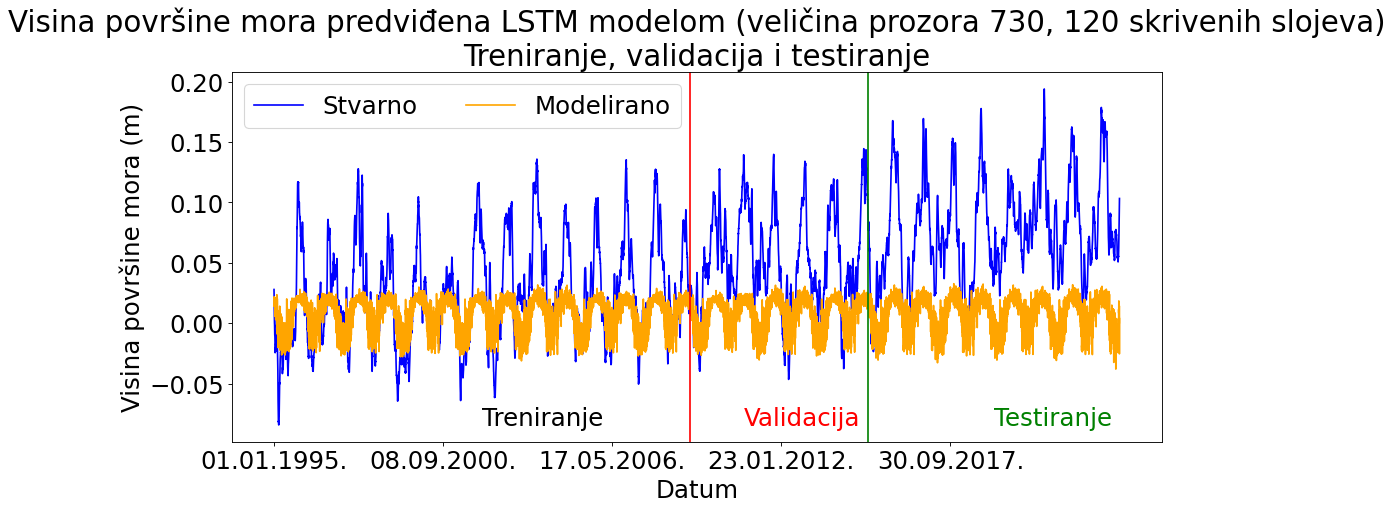 Visina površine mora predviđena LSTM modelom (veličina prozora 730, 120 skrivenih slojeva)
Treniranje, validacija i testiranje
Stvarno
Modelirano
Visina površine mora (m)
0.20
0.15
0.10
0.05
0.00
−0.05
Treniranje
Validacija
Testiranje
01.01.1995.
08.09.2000.
17.05.2006.
23.01.2012.
30.09.2017.
Datum